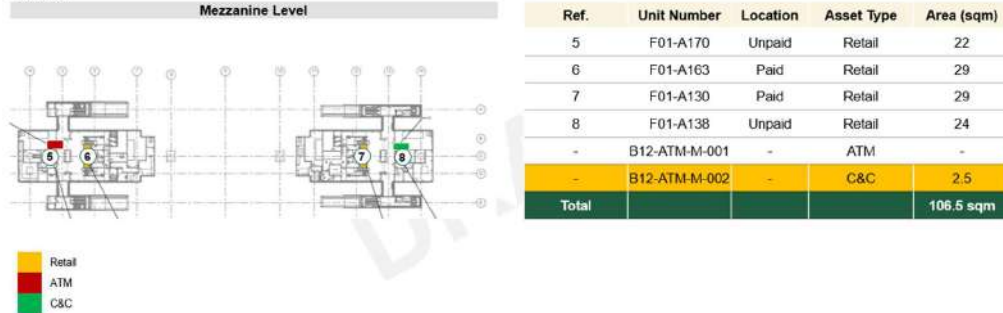 Mezzanine Level
5
6
7
8
Retail
ATM
C&C
Ref. Unit Number Location Asset Type Area (sqm)
5 F01-A170 Unpaid Retail 22
6 F01-A163 Paid Retail 29
7 F01-A130 Paid Retail 29
8 F01-A138 Unpaid Retail 24
- B12-ATM-M-001 - ATM -
- B12-ATM-M-002 - C&C 2.5
Total 106.5 sqm